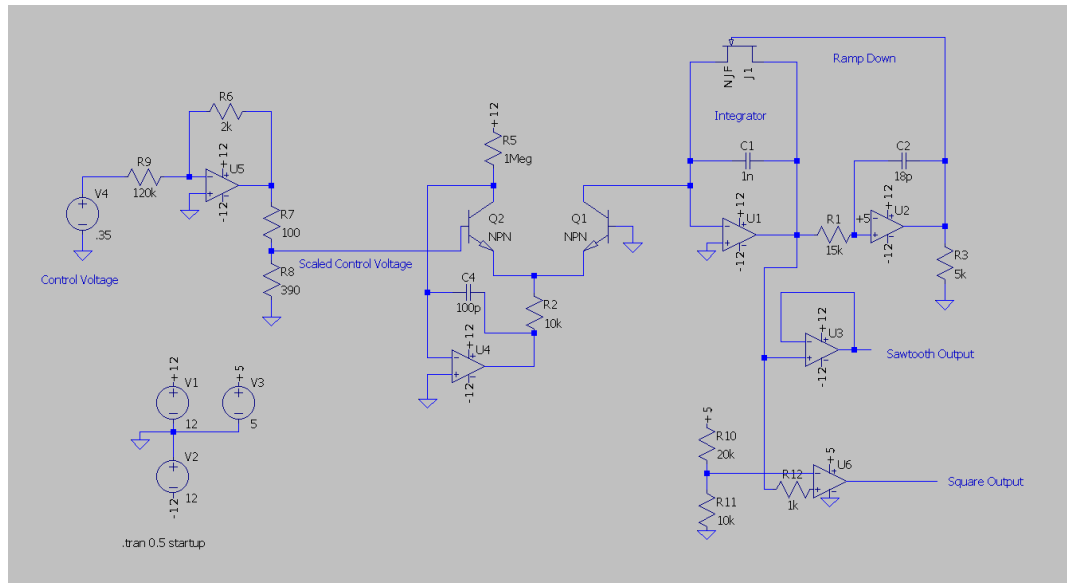 Ramp Down
NJF
J1
Integrator
+12
R5
1Meg
R6
2k
C1
1n
C2
18p
R9
120k
+12
U5
-12
V4
.35
Control Voltage
R7
100
Scaled Control Voltage
R8
390
Q2
NPN
Q1
NPN
+12
U1
-12
R1
15k
+5
+12
U2
-12
R3
5k
C4
100p
R2
10k
+12
U4
-12
+12
U3
-12
Sawtooth Output
+12
V1
12
+5
V3
5
V2
12
-12
.tran 0.5 startup
+5
R10
20k
R11
10k
R12
1k
+5
U6
Square Output